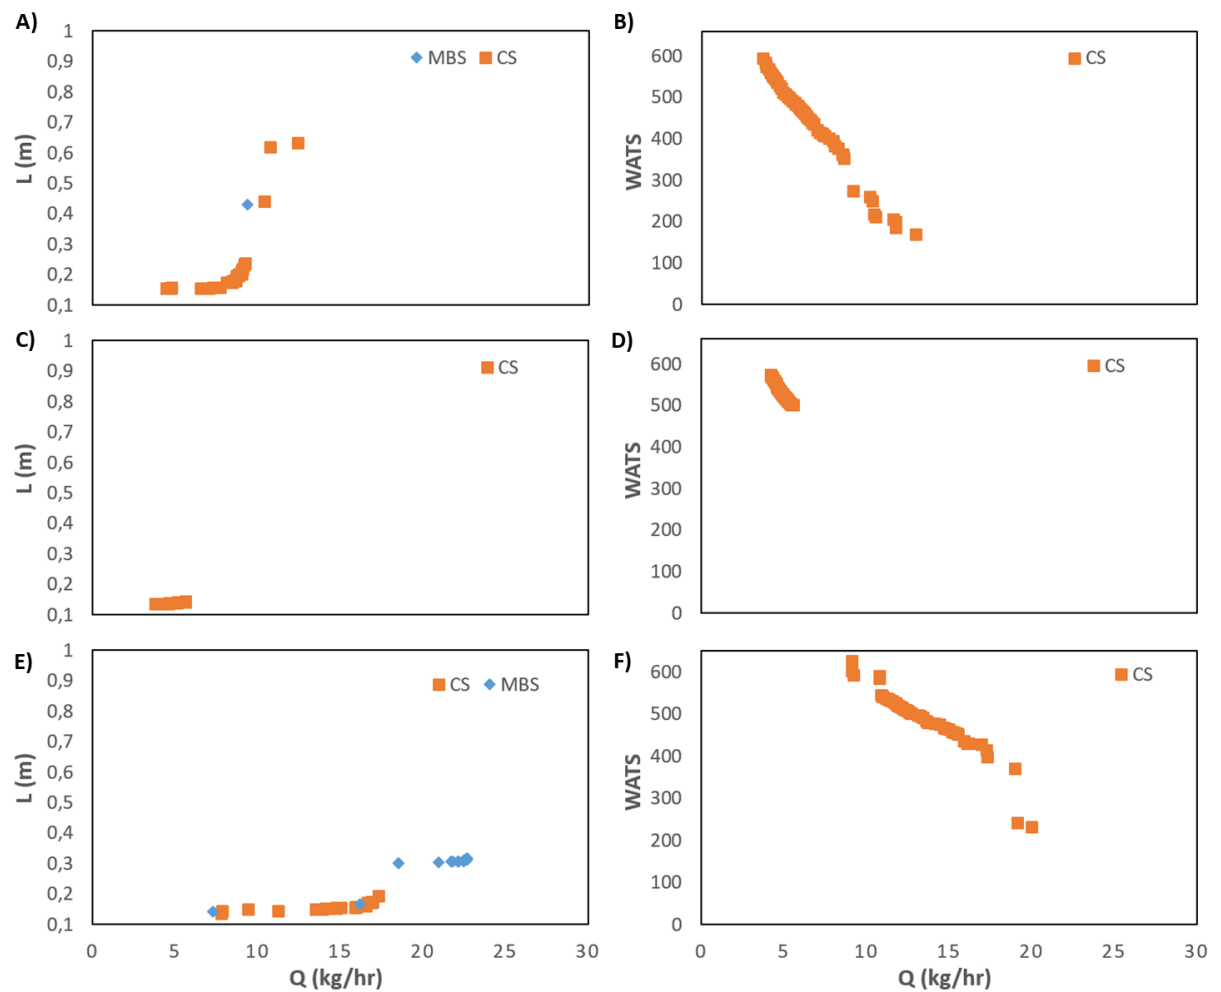 A)
L (m)
1
0,9
0,8
0,7
0,6
0,5
0,4
0,3
0,2
0,1
MBS CS
B)
WATS
600
500
400
300
200
100
0
CS
C)
L (m)
1
0,9
0,8
0,7
0,6
0,5
0,4
0,3
0,2
0,1
CS
D)
WATS
600
500
400
300
200
100
0
CS
E)
L (m)
1
0,9
0,8
0,7
0,6
0,5
0,4
0,3
0,2
0,1
CS MBS
0 5 10 15 20 25 30
Q (kg/hr)
F)
WATS
600
500
400
300
200
100
0
CS
0 5 10 15 20 25 30
Q (kg/hr)